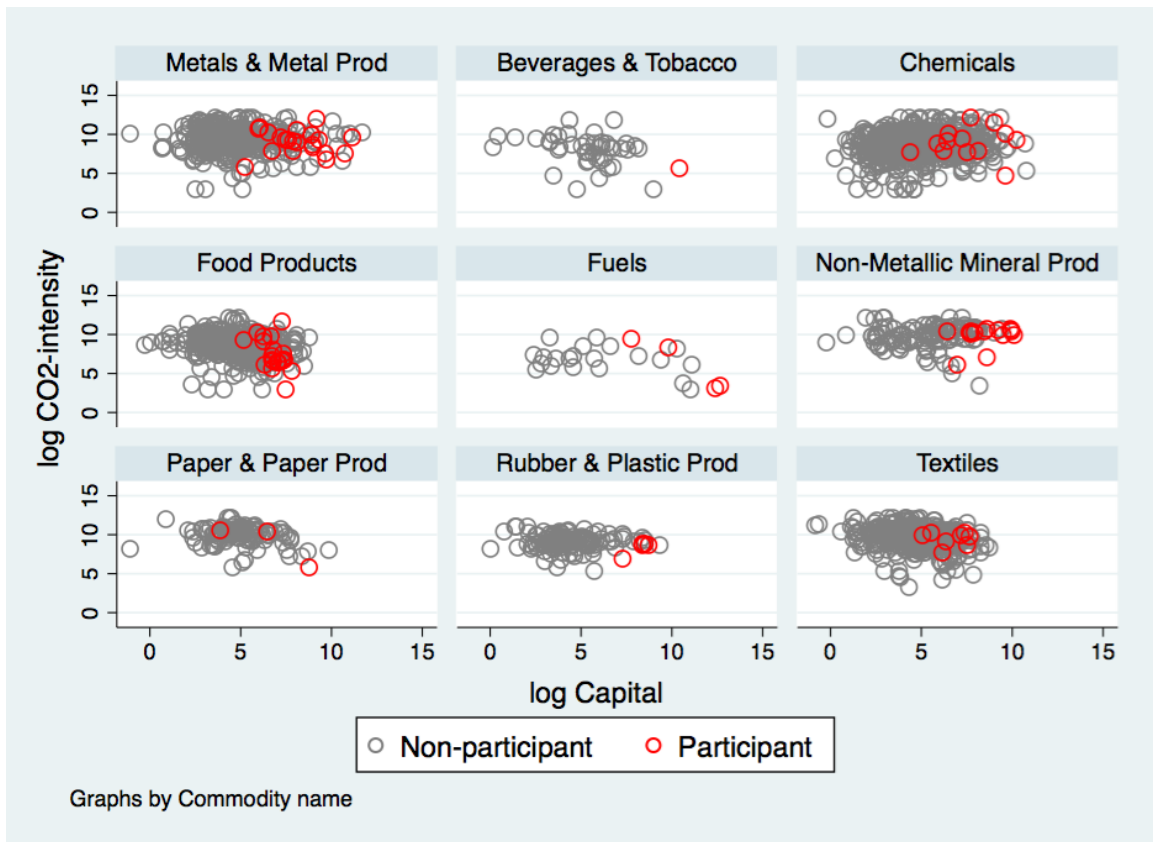 Metals & Metal Prod
Beverages & Tobacco
Chemicals
0 5 10 15
Food Products
Fuels
Non-Metallic Mineral Prod
0 5 10 15
log CO2-intensity
Paper & Paper Prod
Rubber & Plastic Prod
Textiles
0 5 10 15
0 5 10 15
0 5 10 15
0 5 10 15
log Capital
Non-participant
Participant
Graphs by Commodity name